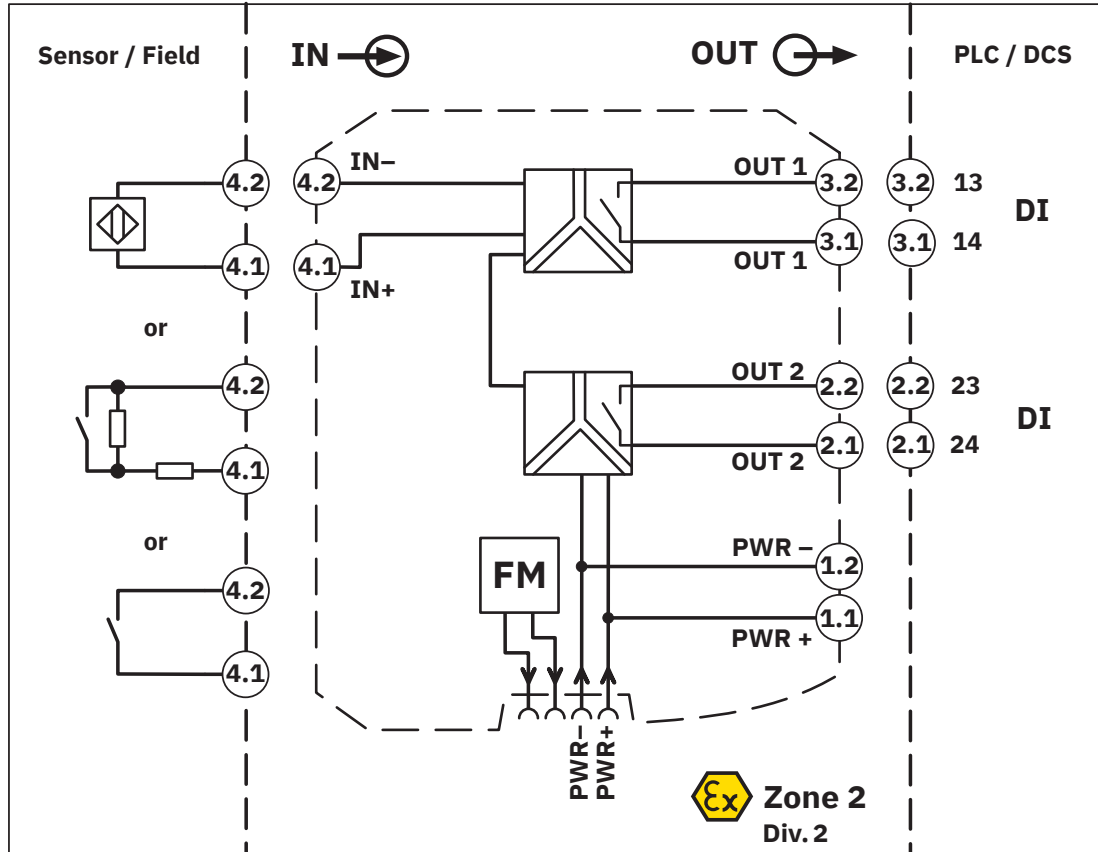 Sensor / Field
IN
OUT
PLC / DCS
4.2
4.2
IN–
OUT 1
3.2
3.2
13
DI
4.1
4.1
IN+
OUT 1
3.1
3.1
14
or
4.2
OUT 2
2.2
2.2
23
DI
4.1
OUT 2
2.1
2.1
24
or
FM
PWR –
1.2
4.2
1.1
PWR +
4.1
PWR–
PWR+
Ex
Zone 2
Div. 2